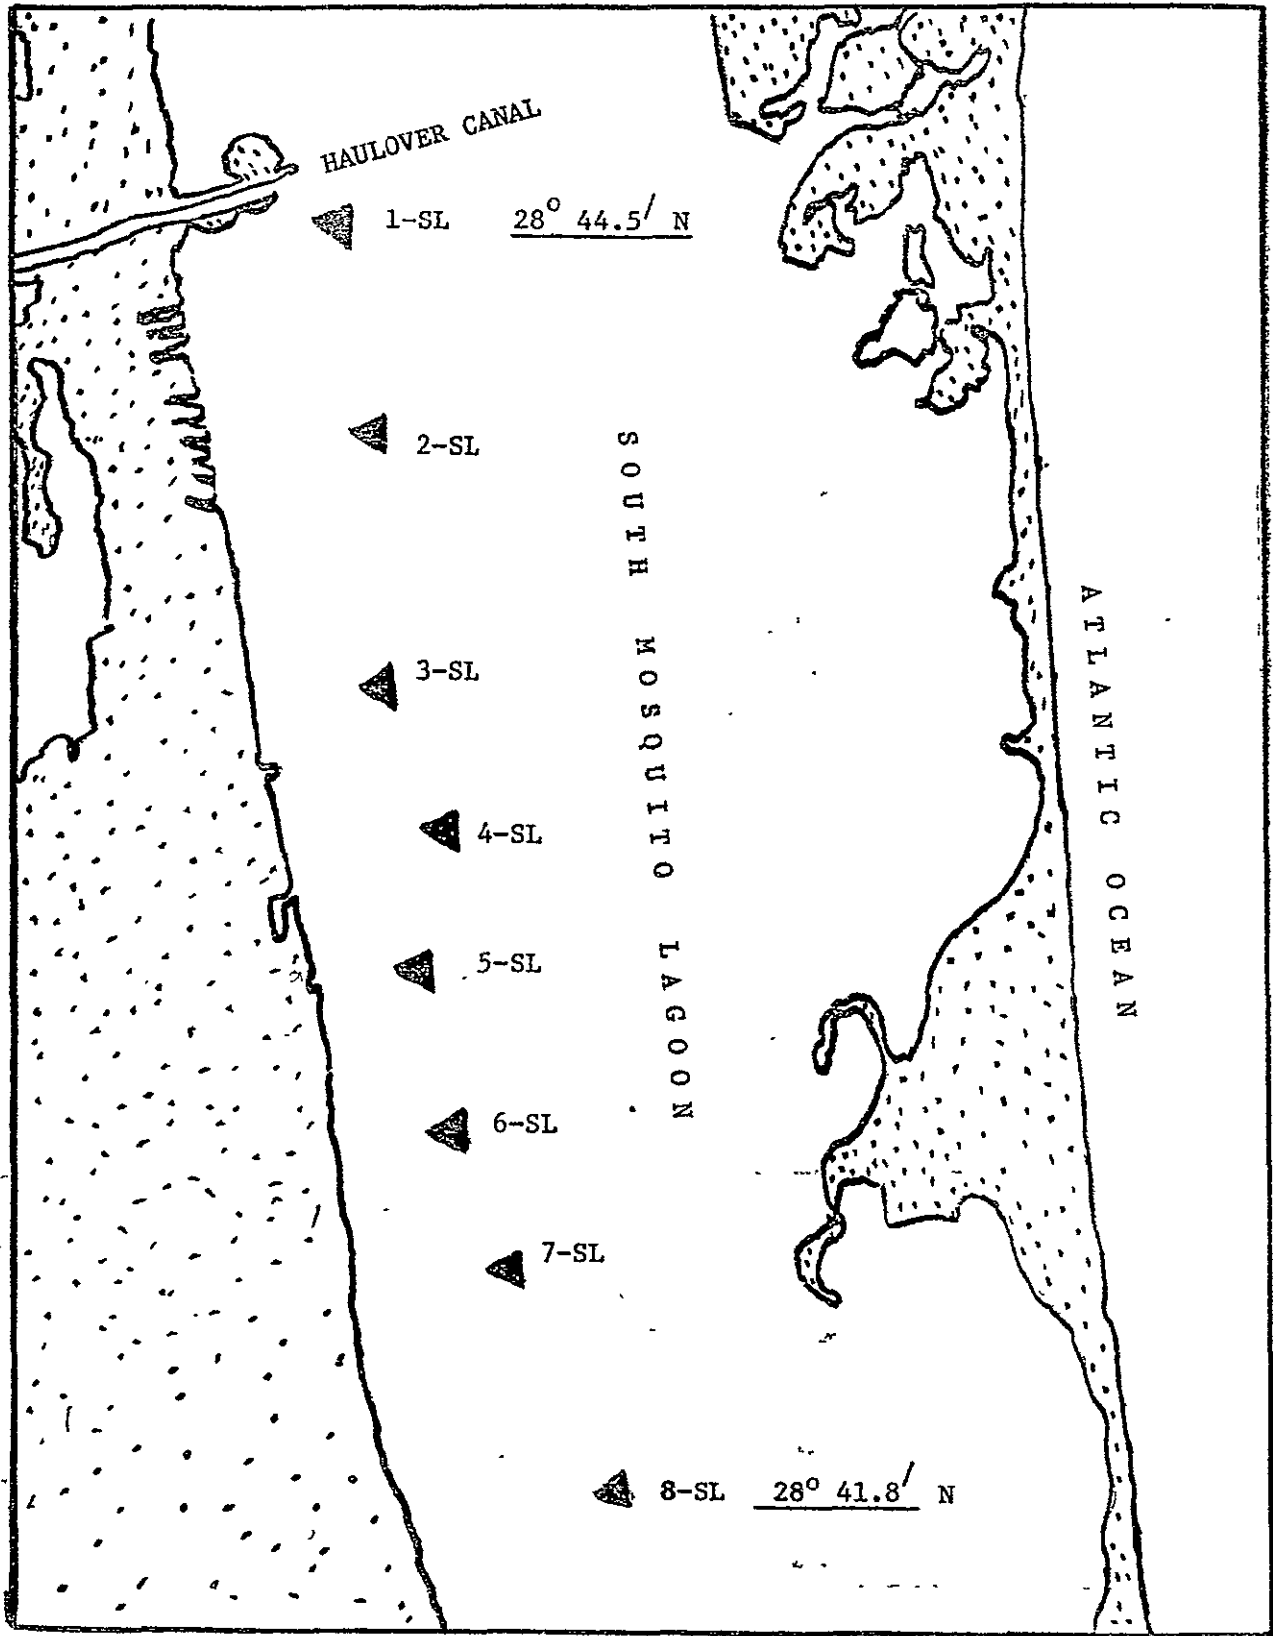 HAULOVER CANAL
1-SL 28° 44.5′ N
2-SL
SOUTH MOSQUITO LAGOON
3-SL
ATLANTIC OCEAN
4-SL
5-SL
6-SL
7-SL
8-SL 28° 41.8′ N